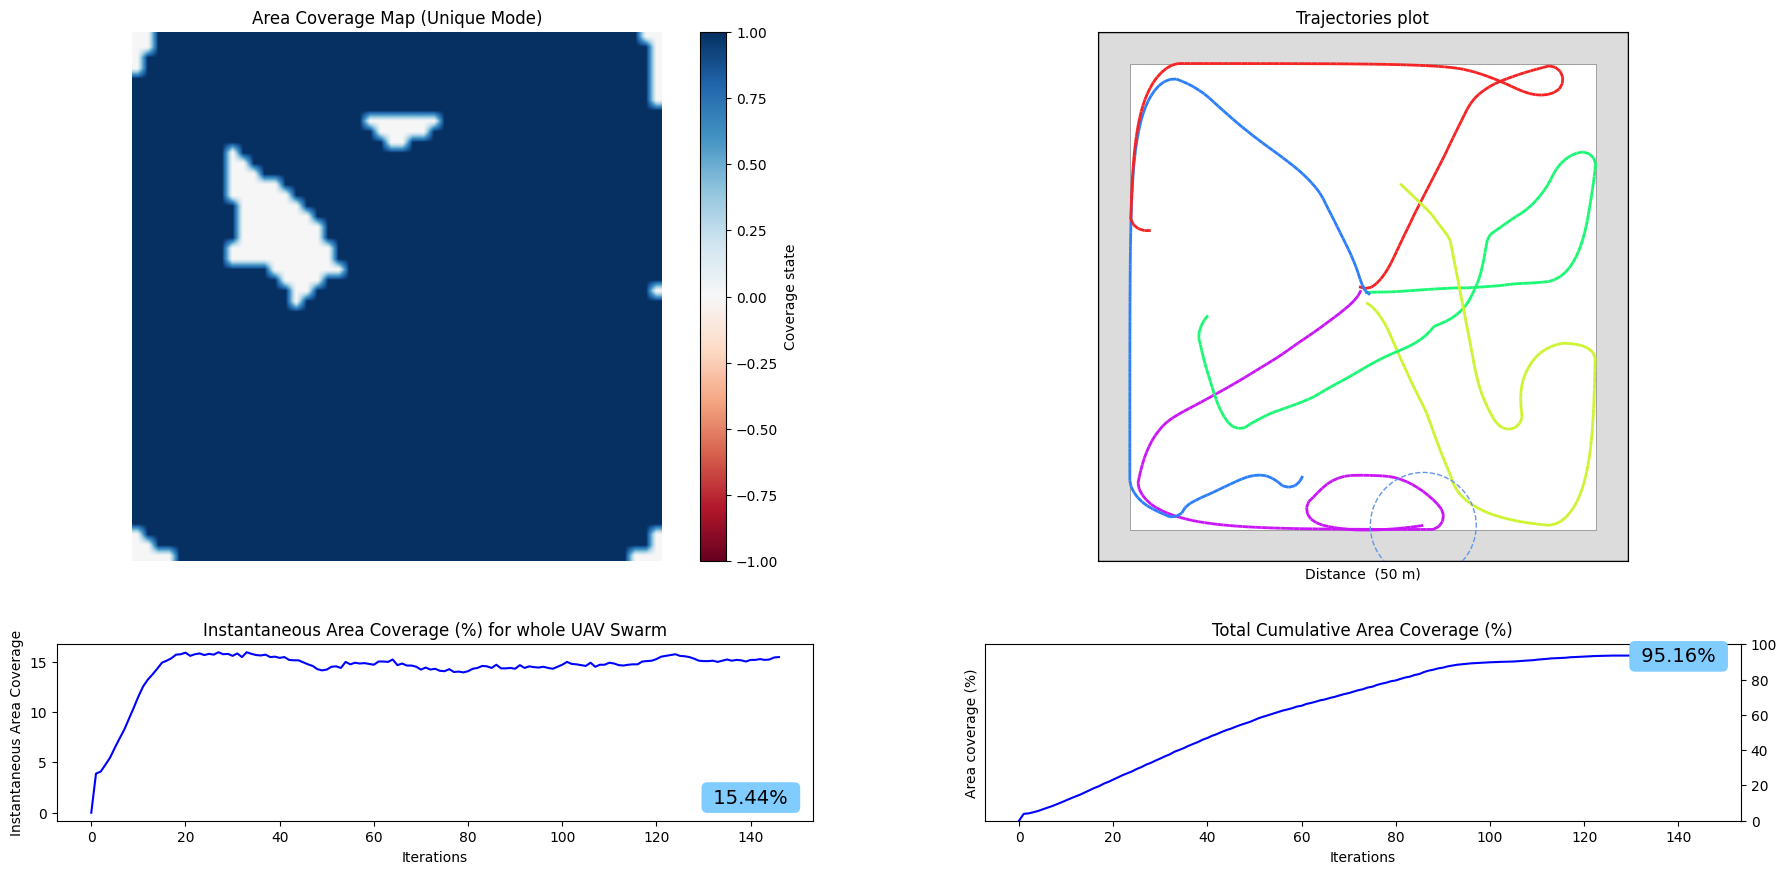 Area Coverage Map (Unique Mode)
1.00
0.75
0.50
0.25
0.00
−0.25
−0.50
−0.75
−1.00
Coverage state
Trajectories plot
Distance  (50 m)
Instantaneous Area Coverage (%) for whole UAV Swarm
Instantaneous Area Coverage
15
10
5
0
15.44%
0 20 40 60 80 100 120 140
Iterations
Total Cumulative Area Coverage (%)
Area coverage (%)
95.16%
100
80
60
40
20
0
0 20 40 60 80 100 120 140
Iterations